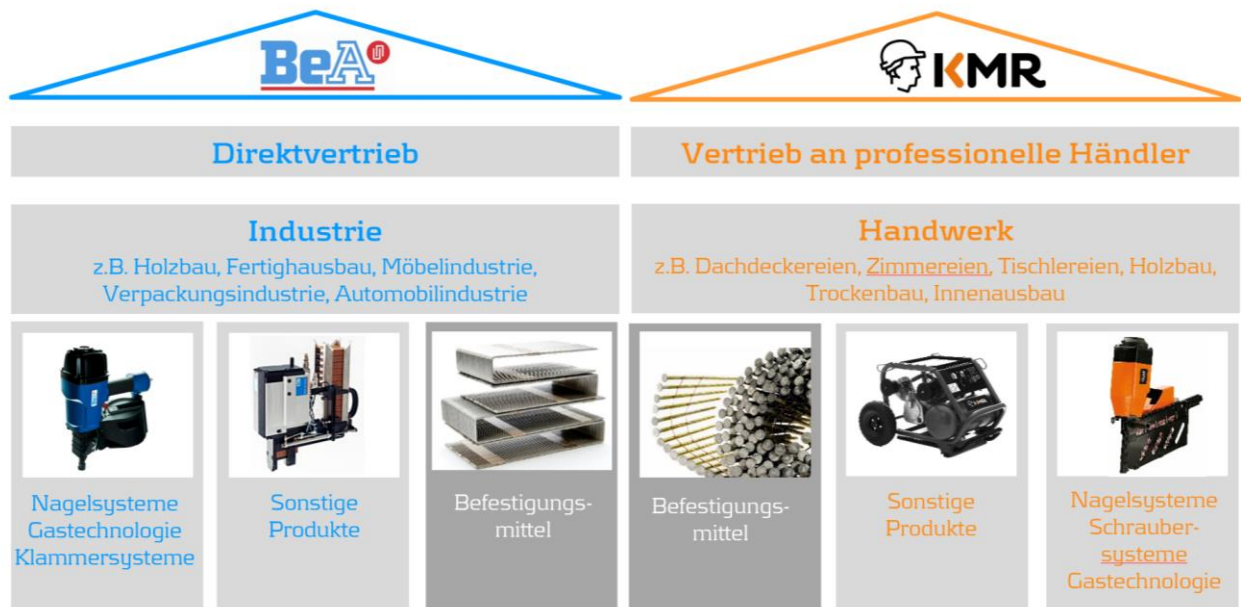 BeA
KMR
Direktvertrieb
Vertrieb an professionelle Händler
Industrie
z.B. Holzbau, Fertighausbau, Möbelindustrie,
Verpackungsindustrie, Automobilindustrie
Handwerk
z.B. Dachdeckereien, Zimmereien, Tischlereien, Holzbau,
Trockenbau, Innenausbau
Nagelsysteme
Gastechnologie
Klammersysteme
Sonstige
Produkte
Befestigungs-
mittel
Befestigungs-
mittel
KMR
Sonstige
Produkte
Nagelsysteme
Schrauber-
systeme
Gastechnologie